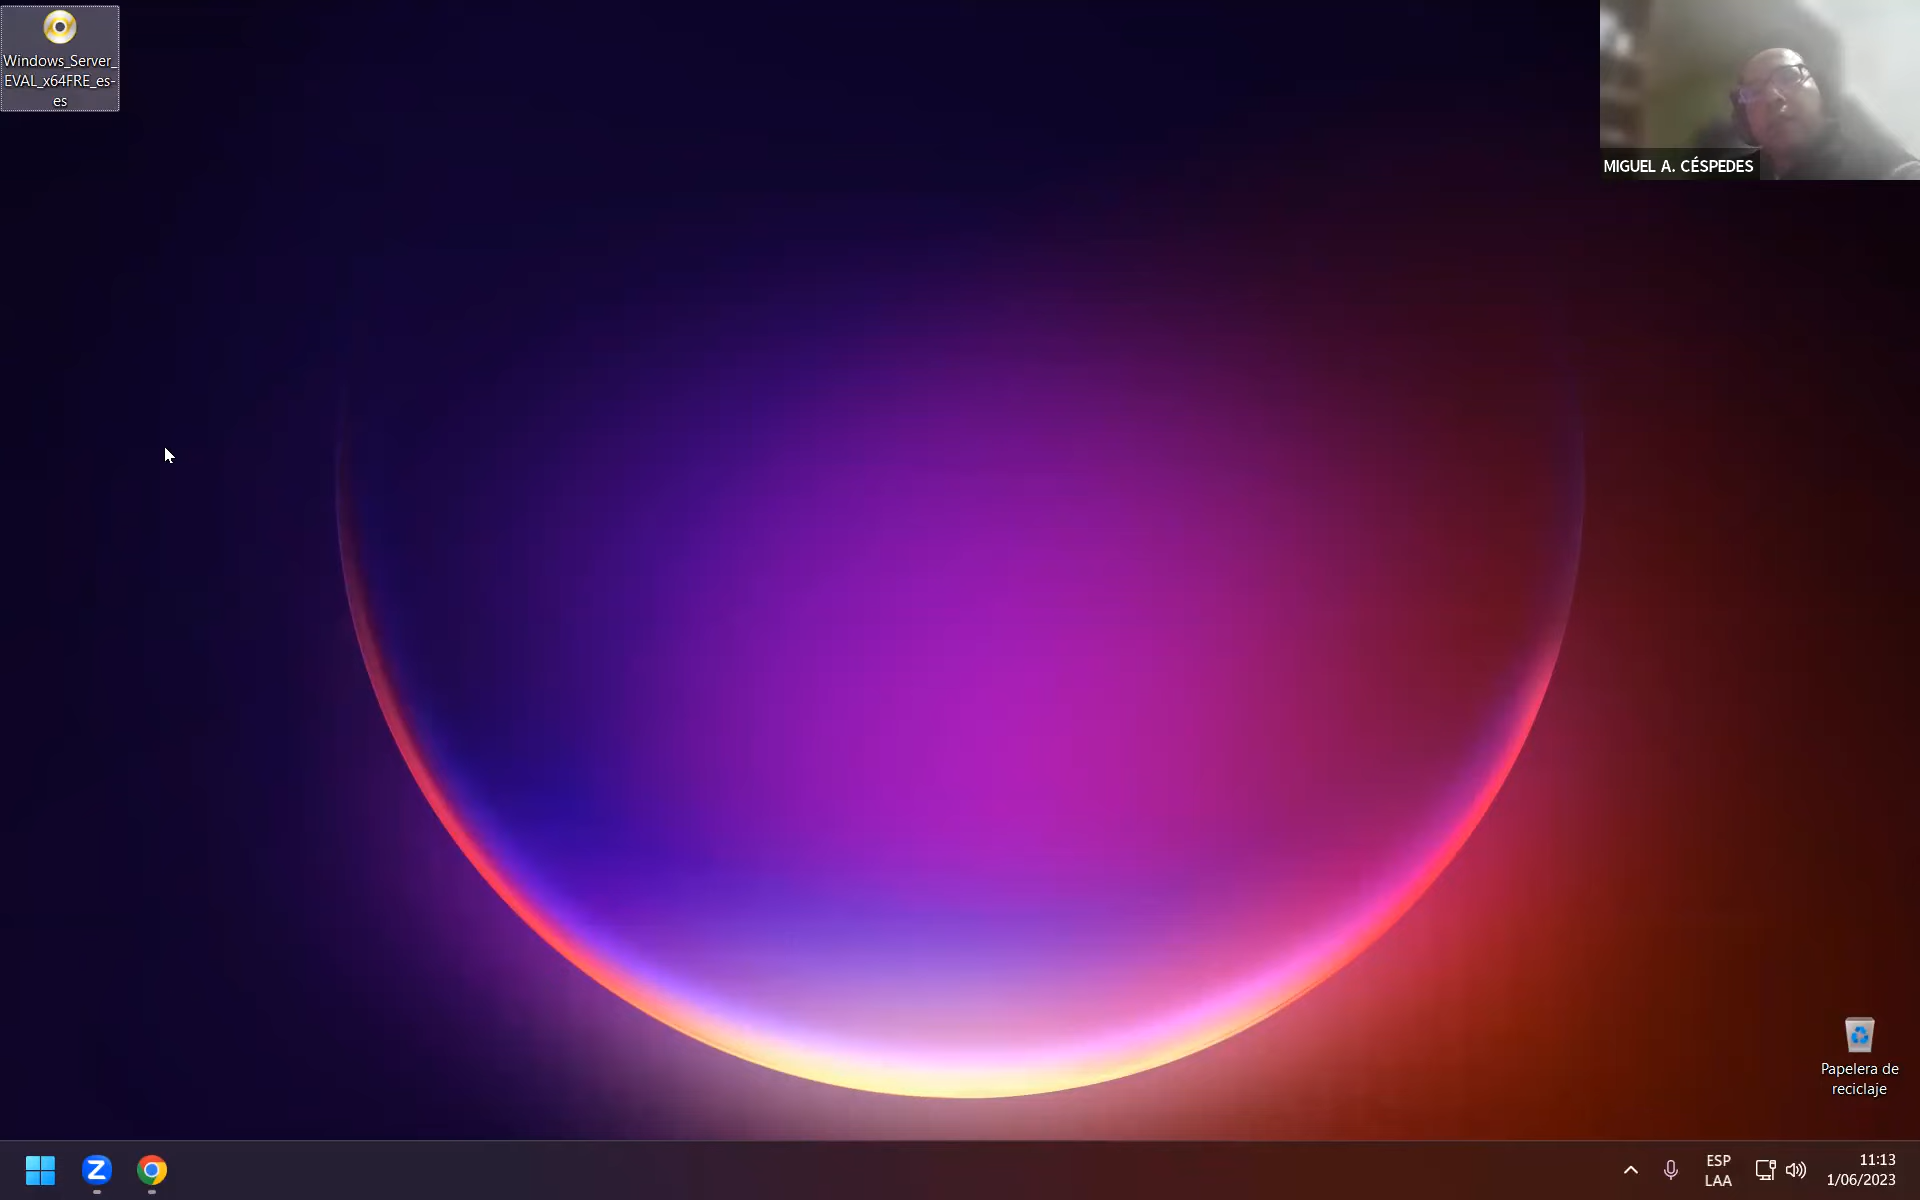 Windows_Server_
EVAL_x64FRE_es-
es
MIGUEL A. CÉSPEDES
Papelera de
reciclaje
ESP
LAA
11:13
1/06/2023